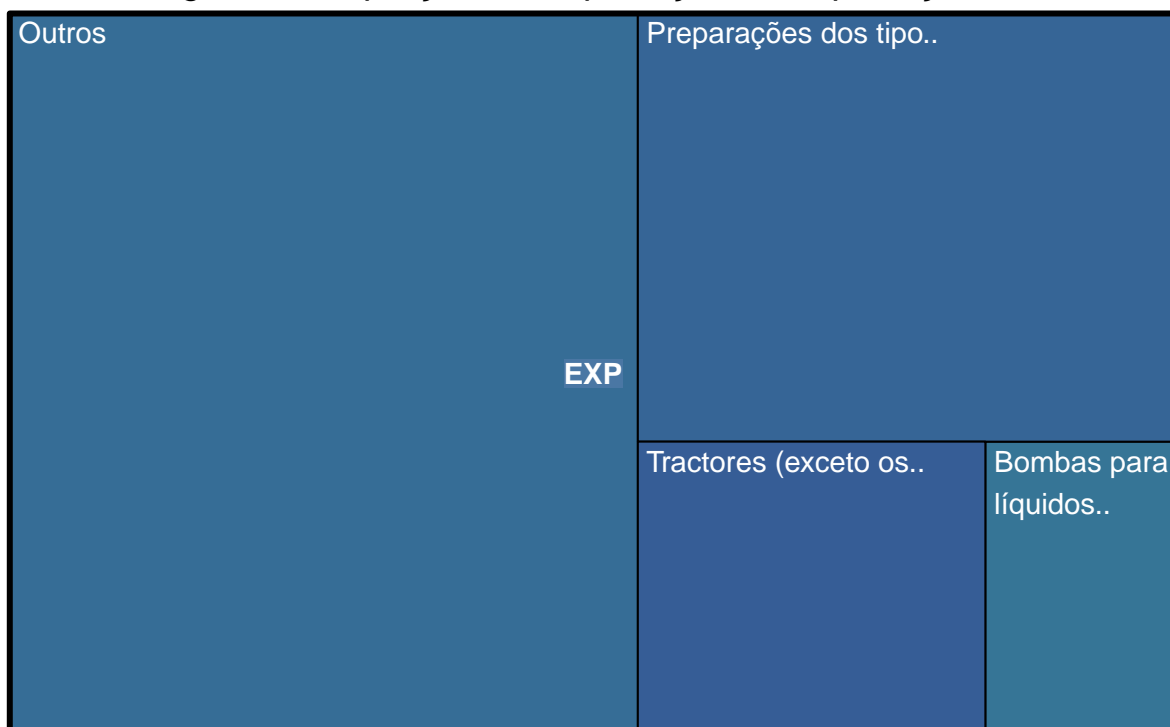 Outros
Preparações dos tipo..
EXP
Tractores (exceto os..
Bombas para
líquidos..